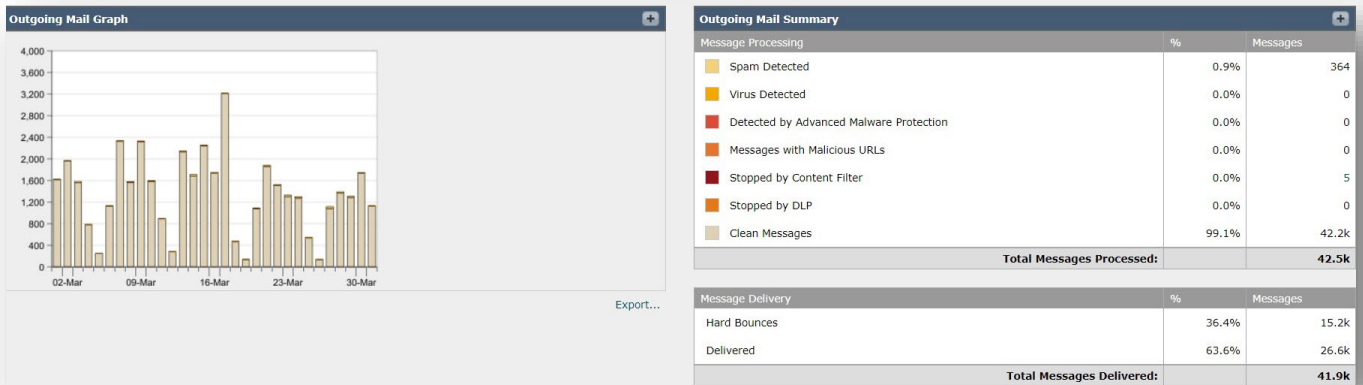 Outgoing Mail Graph
4,000
3,600
3,200
2,800
2,400
2,000
1,600
1,200
800
400
0
02-Mar 09-Mar 16-Mar 23-Mar 30-Mar
Export...
Outgoing Mail Summary
Message Processing % Messages
Spam Detected 0.9% 364
Virus Detected 0.0% 0
Detected by Advanced Malware Protection 0.0% 0
Messages with Malicious URLs 0.0% 0
Stopped by Content Filter 0.0% 5
Stopped by DLP 0.0% 0
Clean Messages 99.1% 42.2k
Total Messages Processed: 42.5k
Message Delivery % Messages
Hard Bounces 36.4% 15.2k
Delivered 63.6% 26.6k
Total Messages Delivered: 41.9k